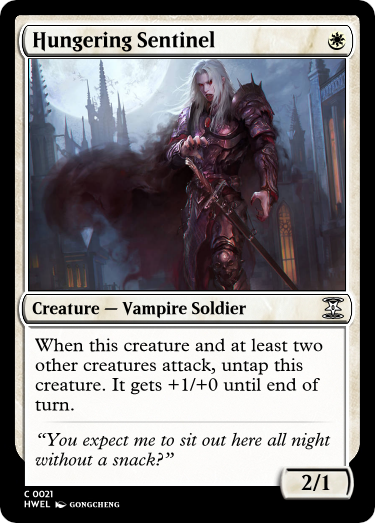 Hungering Sentinel
Creature — Vampire Soldier
When this creature and at least two
other creatures attack, untap this
creature. It gets +1/+0 until end of
turn.
“You expect me to sit out here all night
without a snack?”
2/1
C 0021
HWEL GONGCHENG